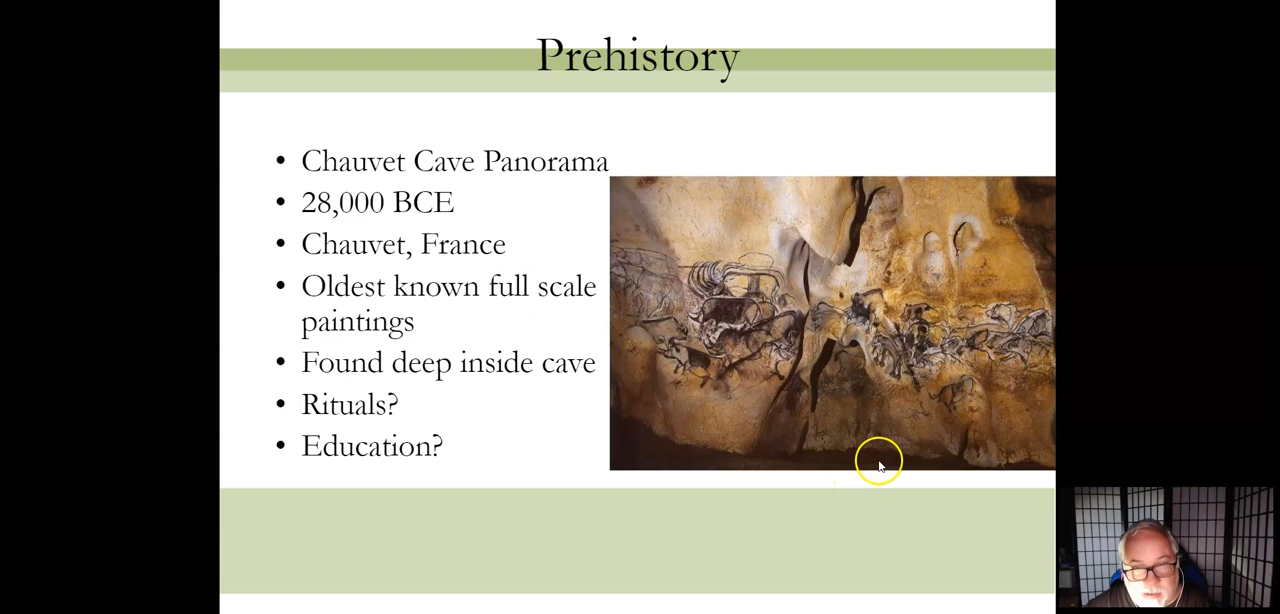 Prehistory
• Chauvet Cave Panorama
• 28,000 BCE
• Chauvet, France
• Oldest known full scale
paintings
• Found deep inside cave
• Rituals?
• Education?